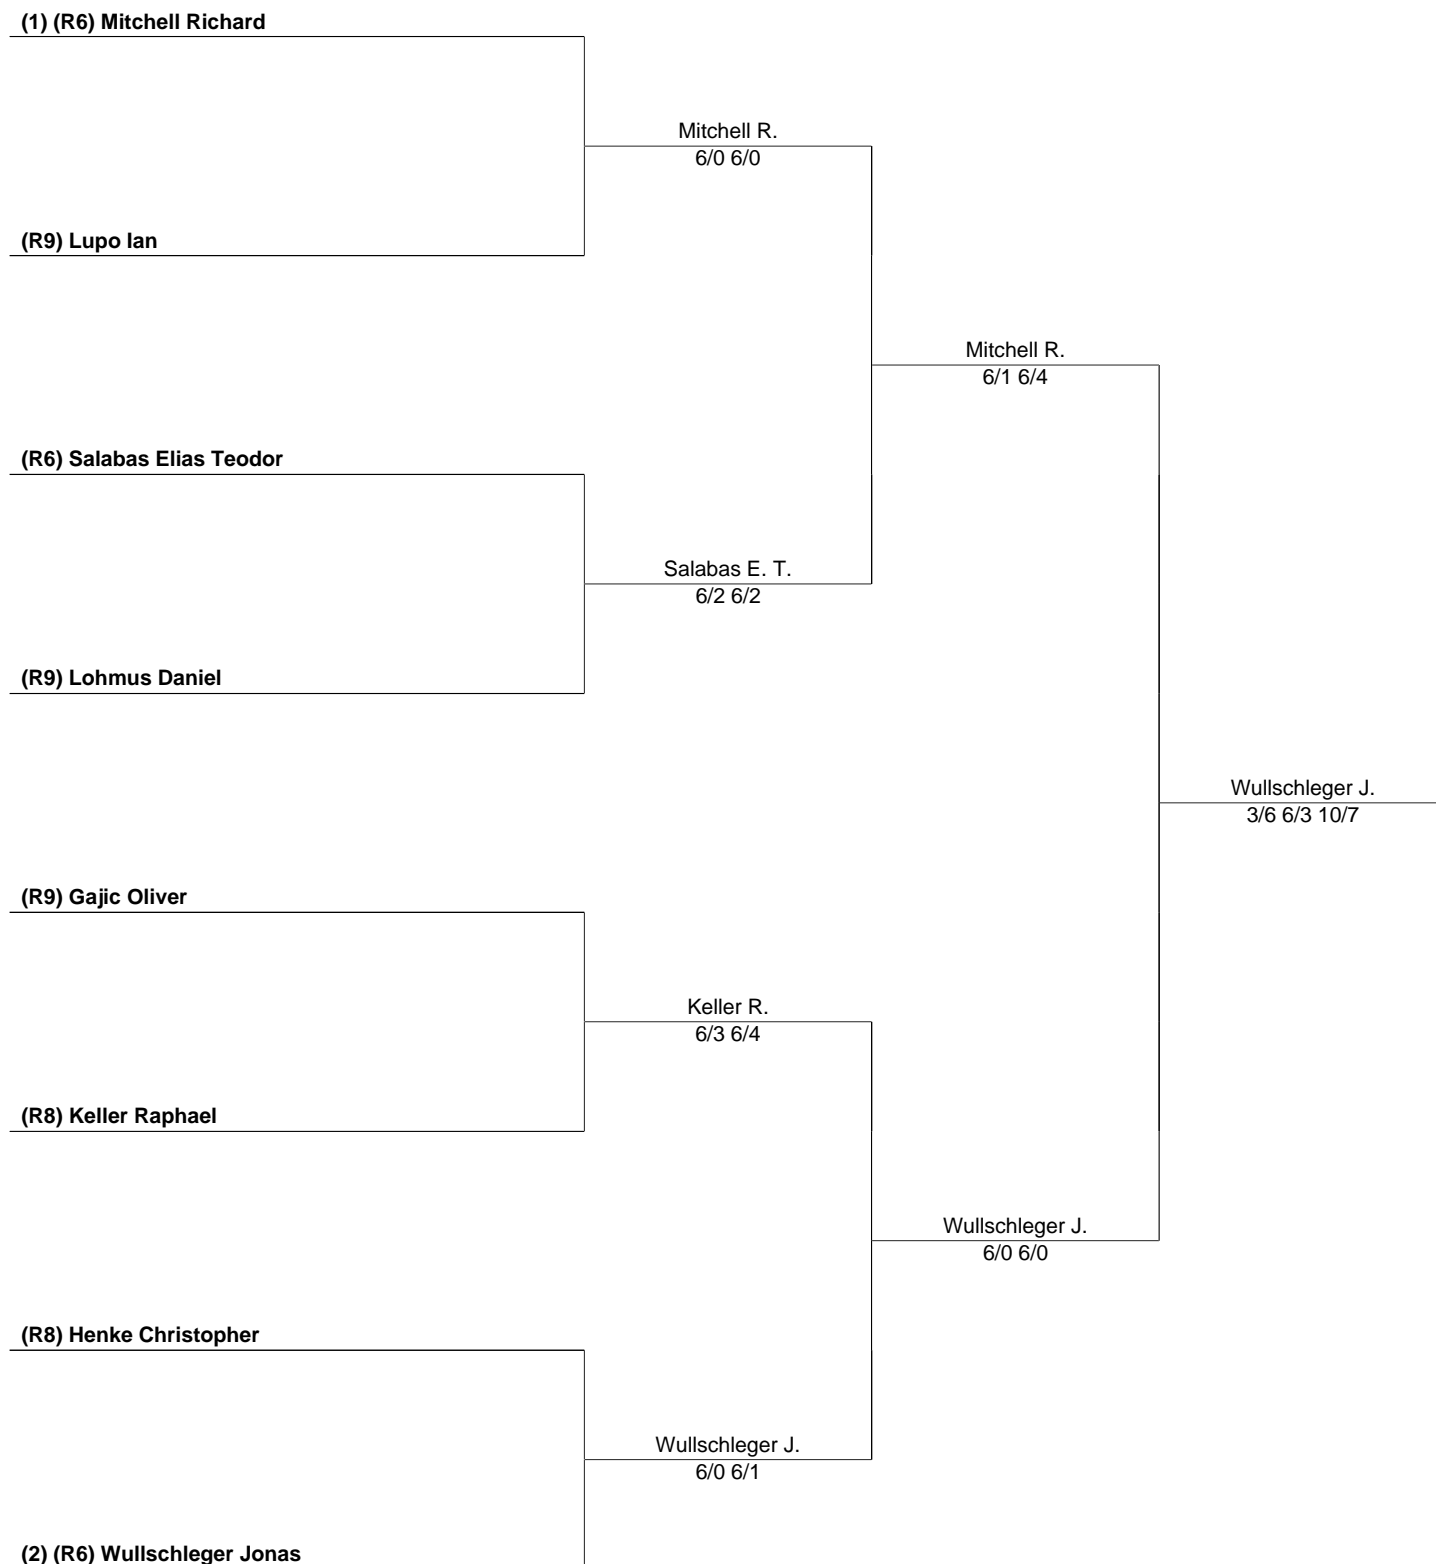 (1) (R6) Mitchell Richard
Mitchell R.
6/0 6/0
(R9) Lupo Ian
Mitchell R.
6/1 6/4
(R6) Salabas Elias Teodor
Salabas E. T.
6/2 6/2
(R9) Lohmus Daniel
Wullschleger J.
3/6 6/3 10/7
(R9) Gajic Oliver
Keller R.
6/3 6/4
(R8) Keller Raphael
Wullschleger J.
6/0 6/0
(R8) Henke Christopher
Wullschleger J.
6/0 6/1
(2) (R6) Wullschleger Jonas